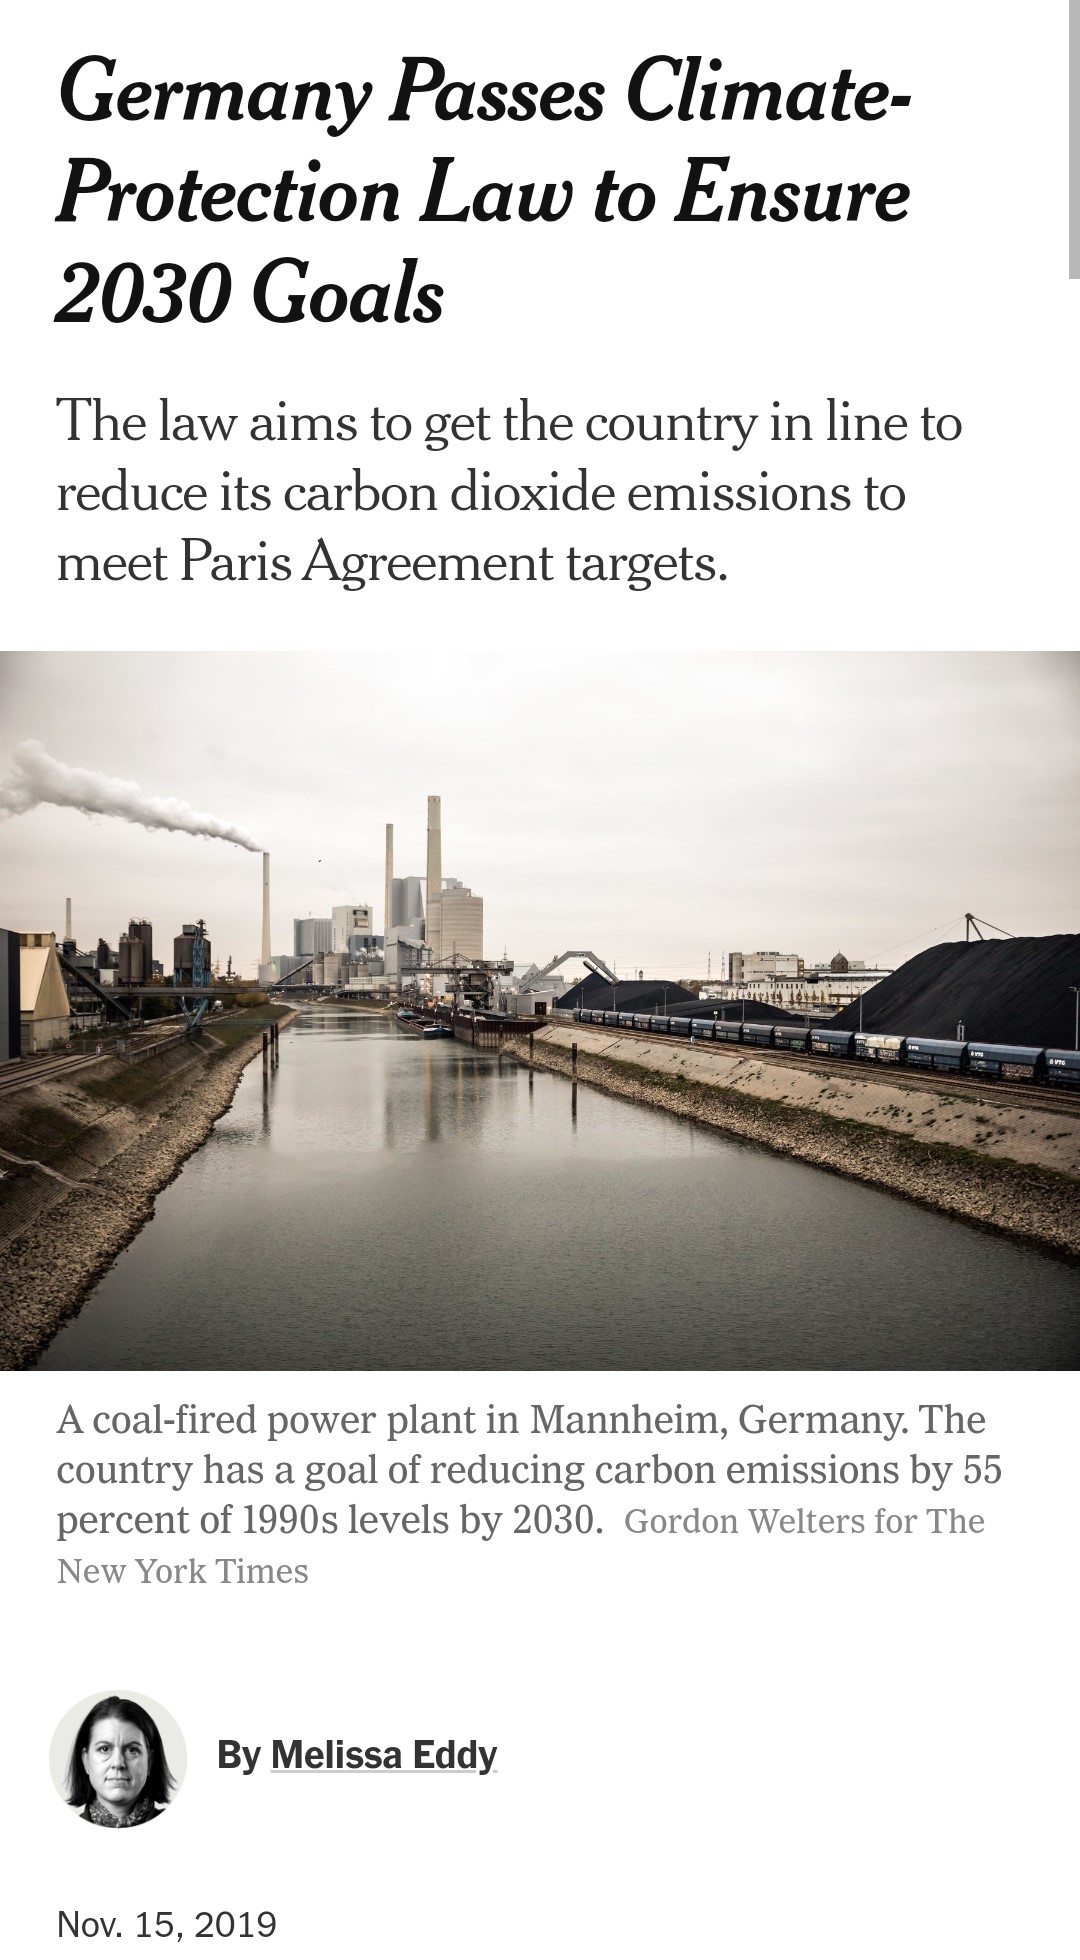 Germany Passes Climate-
Protection Law to Ensure
2030 Goals
The law aims to get the country in line to
reduce its carbon dioxide emissions to
meet Paris Agreement targets.
VTG
VTG
A coal-fired power plant in Mannheim, Germany. The
country has a goal of reducing carbon emissions by 55
percent of 1990s levels by 2030. Gordon Welters for The
New York Times
By Melissa Eddy
Nov. 15, 2019